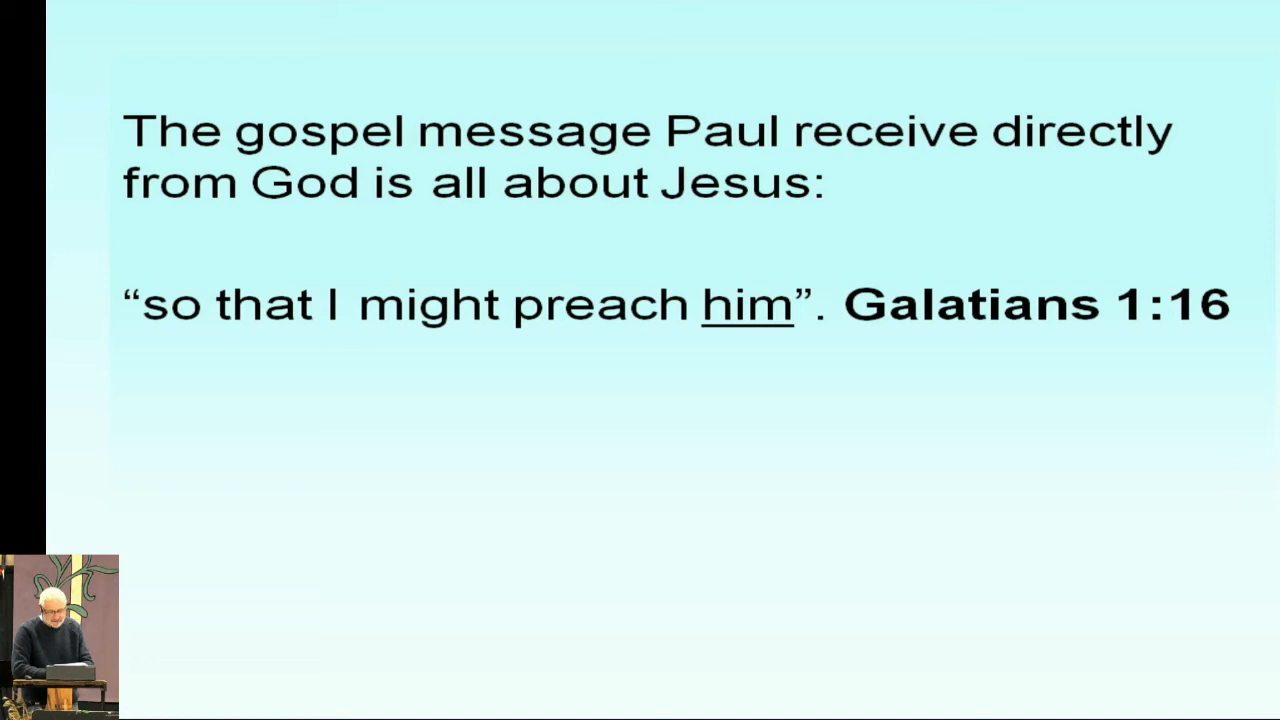 The gospel message Paul receive directly
from God is all about Jesus:
“so that I might preach him”. Galatians 1:16